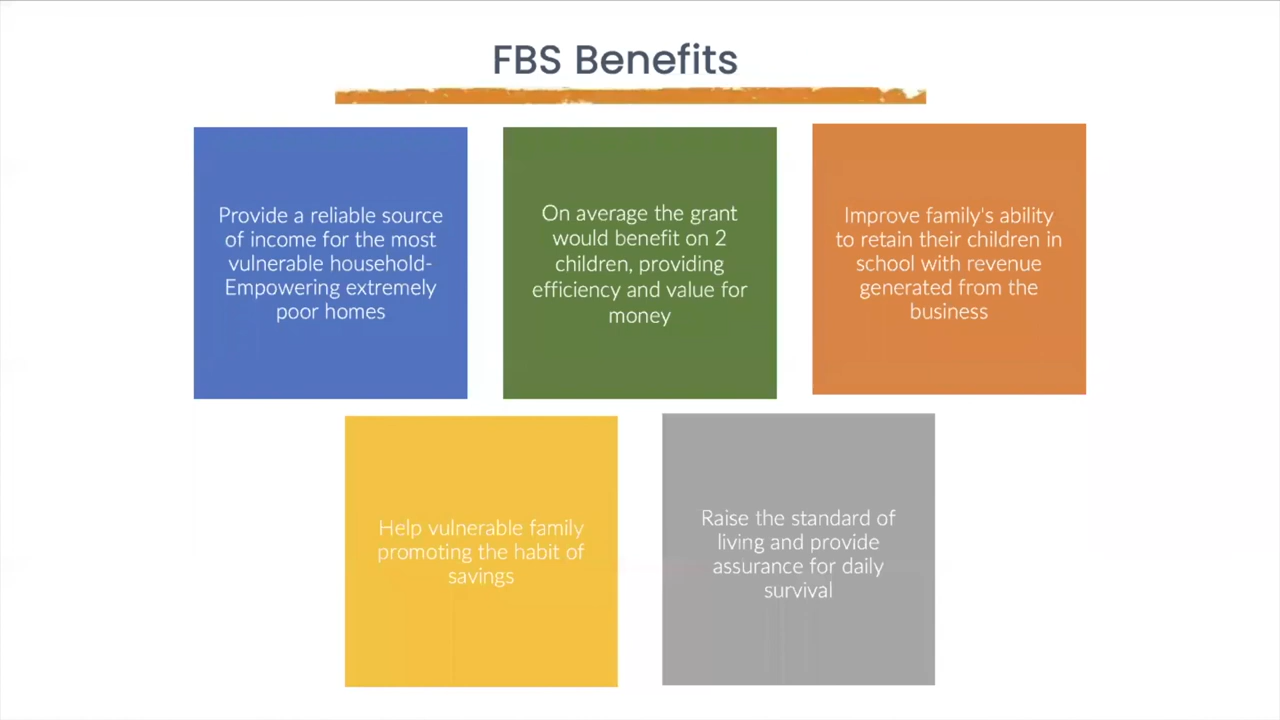 FBS Benefits
Provide a reliable source
of income for the most
vulnerable household-
Empowering extremely
poor homes
On average the grant
would benefit on 2
children, providing
efficiency and value for
money
Improve family's ability
to retain their children in
school with revenue
generated from the
business
Help vulnerable family
promoting the habit of
savings
Raise the standard of
living and provide
assurance for daily
survival